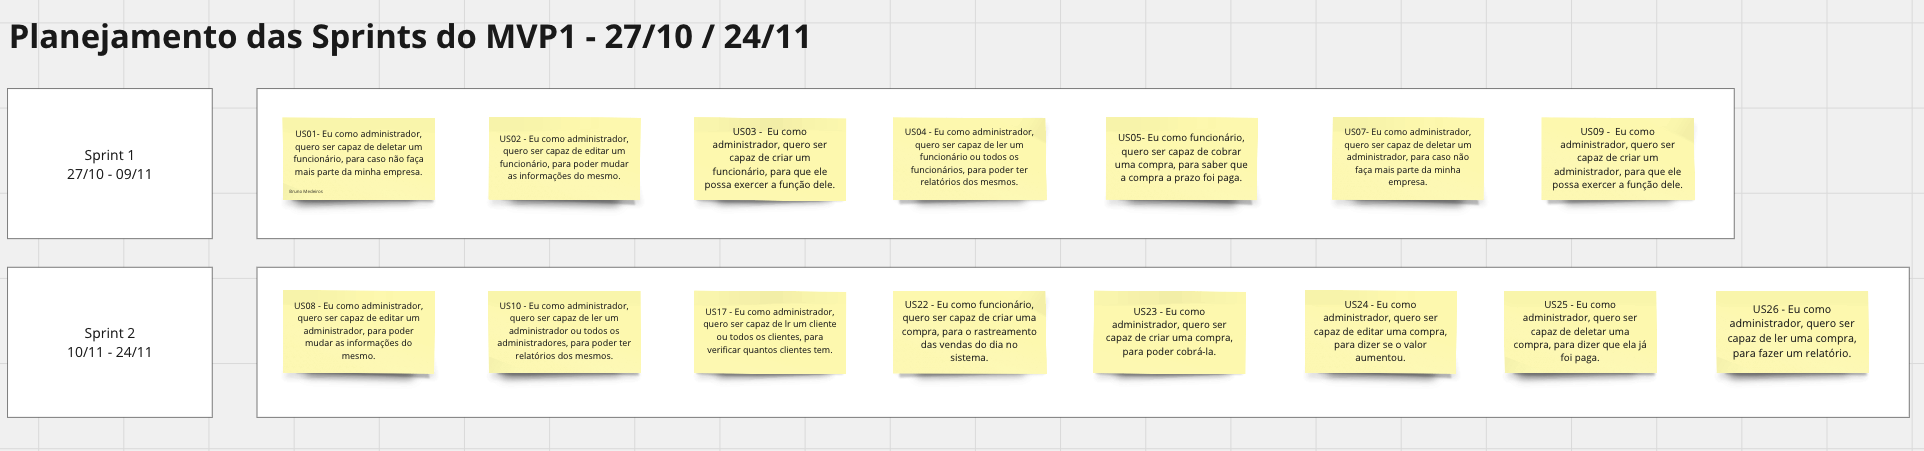 Planejamento das Sprints do MVP1 - 27/10 / 24/11
Sprint 1
27/10 - 09/11
US01- Eu como administrador,
quero ser capaz de deletar um
funcionário, para caso não faça
mais parte da minha empresa.
Bruno Medeiros
US02 - Eu como administrador,
quero ser capaz de editar um
funcionário, para poder mudar
as informações do mesmo.
US03 -  Eu como
administrador, quero ser
capaz de criar um
funcionário, para que ele
possa exercer a função dele.
US04 - Eu como administrador,
quero ser capaz de ler um
funcionário ou todos os
funcionários, para poder ter
relatórios dos mesmos.
US05- Eu como funcionário,
quero ser capaz de cobrar
uma compra, para saber que
a compra a prazo foi paga.
US07- Eu como administrador,
quero ser capaz de deletar um
administrador, para caso não
faça mais parte da minha
empresa.
US09 -  Eu como
administrador, quero ser
capaz de criar um
administrador, para que ele
possa exercer a função dele.
Sprint 2
10/11 - 24/11
US08 - Eu como administrador,
quero ser capaz de editar um
administrador, para poder
mudar as informações do
mesmo.
US10 - Eu como administrador,
quero ser capaz de ler um
administrador ou todos os
administradores, para poder ter
relatórios dos mesmos.
US17 - Eu como administrador,
quero ser capaz de lr um cliente
ou todos os clientes, para
verificar quantos clientes tem.
US22 - Eu como funcionário,
quero ser capaz de criar uma
compra, para o rastreamento
das vendas do dia no
sistema.
US23 - Eu como
administrador, quero ser
capaz de criar uma compra,
para poder cobrá-la.
US24 - Eu como
administrador, quero ser
capaz de editar uma compra,
para dizer se o valor
aumentou.
US25 - Eu como
administrador, quero ser
capaz de deletar uma
compra, para dizer que ela já
foi paga.
US26 - Eu como
administrador, quero ser
capaz de ler uma compra,
para fazer um relatório.